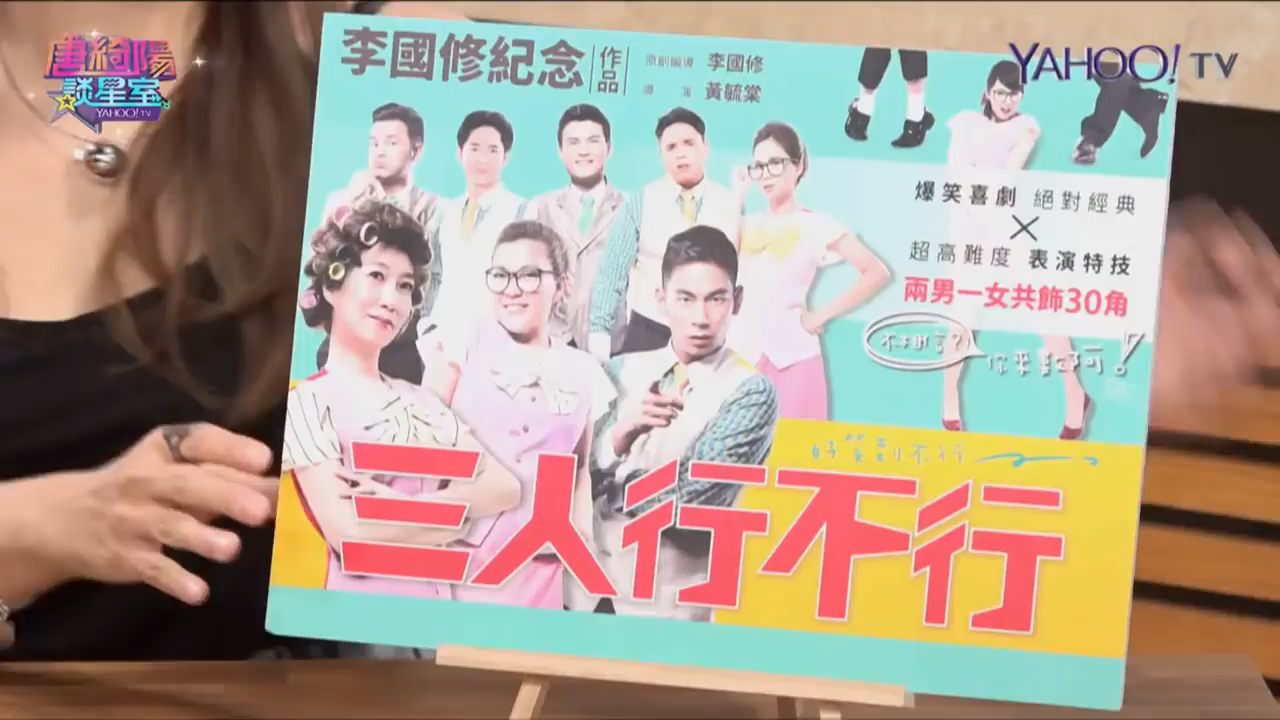 唐綺陽
談星室
YAHOO! TV
YAHOO! TV
李國修紀念作品
原創編導 李國修
導演 黃毓棠
爆笑喜劇 絕對經典
X
超高難度 表演特技
兩男一女共飾30角
你來數阿!
好笑到不行
三人行不行